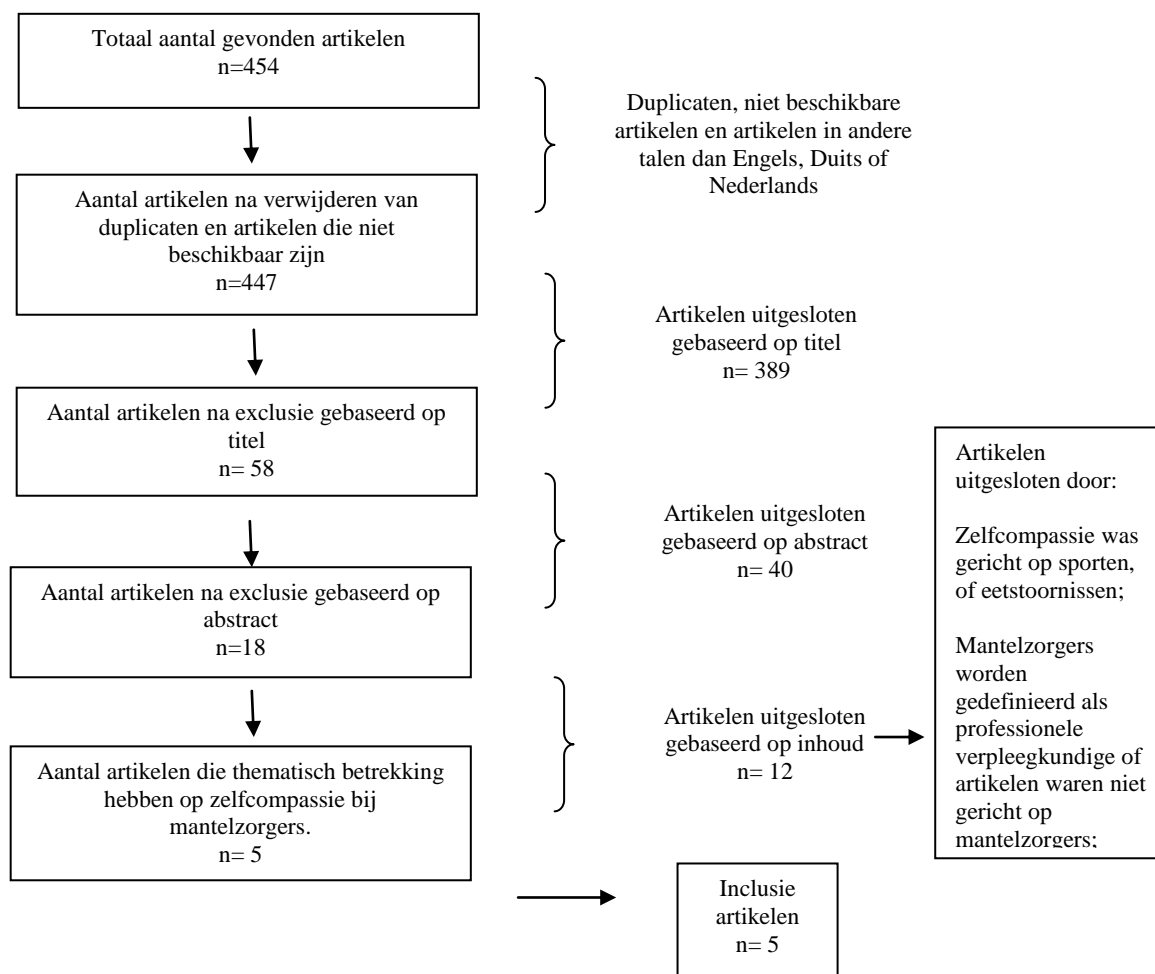 Totaal aantal gevonden artikelen
n=454
Duplicaten, niet beschikbare
artikelen en artikelen in andere
talen dan Engels, Duits of
Nederlands
Aantal artikelen na verwijderen van
duplicaten en artikelen die niet
beschikbaar zijn
n=447
Artikelen uitgesloten
gebaseerd op titel
n= 389
Aantal artikelen na exclusie gebaseerd op
titel
n= 58
Artikelen uitgesloten
gebaseerd op abstract
n= 40
Aantal artikelen na exclusie gebaseerd op
abstract
n=18
Artikelen uitgesloten
gebaseerd op inhoud
n= 12
Artikelen
uitgesloten door:
Zelfcompassie was
gericht op sporten,
of eetstoornissen;
Mantelzorgers
worden
gedefinieerd als
professionele
verpleegkundige of
artikelen waren niet
gericht op
mantelzorgers;
Aantal artikelen die thematisch betrekking
hebben op zelfcompassie bij
mantelzorgers.
n= 5
Inclusie
artikelen
n= 5